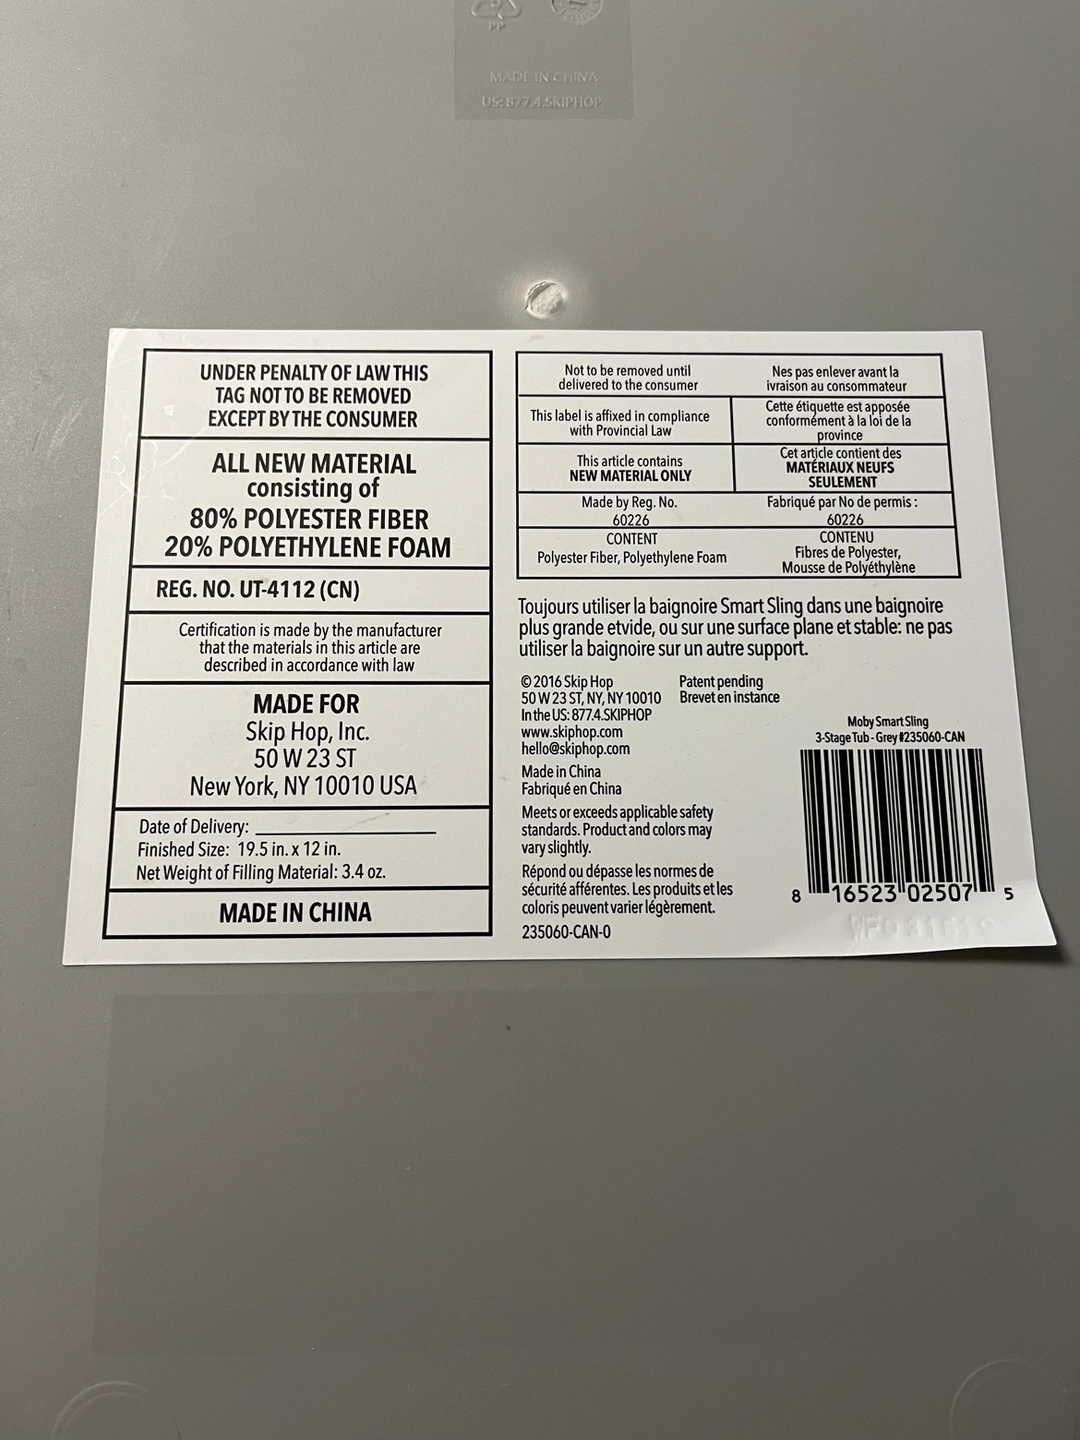 PP
MADE IN CHINA
US: 877.4.SKIPHOP
UNDER PENALTY OF LAW THIS
TAG NOT TO BE REMOVED
EXCEPT BY THE CONSUMER
ALL NEW MATERIAL
consisting of
80% POLYESTER FIBER
20% POLYETHYLENE FOAM
REG. NO. UT-4112 (CN)
Certification is made by the manufacturer
that the materials in this article are
described in accordance with law
MADE FOR
Skip Hop, Inc.
50 W 23 ST
New York, NY 10010 USA
Date of Delivery:
Finished Size: 19.5 in. x 12 in.
Net Weight of Filling Material: 3.4 oz.
MADE IN CHINA
Not to be removed until
delivered to the consumer
Nes pas enlever avant la
ivraison au consommateur
This label is affixed in compliance
with Provincial Law
Cette étiquette est apposée
conformément à la loi de la
province
This article contains
NEW MATERIAL ONLY
Cet article contient des
MATÉRIAUX NEUFS
SEULEMENT
Made by Reg. No.
60226
Fabriqué par No de permis :
60226
CONTENT
Polyester Fiber, Polyethylene Foam
CONTENU
Fibres de Polyester,
Mousse de Polyéthylène
Toujours utiliser la baignoire Smart Sling dans une baignoire
plus grande etvide, ou sur une surface plane et stable: ne pas
utiliser la baignoire sur un autre support.
© 2016 Skip Hop
50 W 23 ST, NY, NY 10010
In the US: 877.4.SKIPHOP
www.skiphop.com
hello@skiphop.com
Patent pending
Brevet en instance
Made in China
Fabriqué en China
Meets or exceeds applicable safety
standards. Product and colors may
vary slightly.
Répond ou dépasse les normes de
sécurité afférentes. Les produits et les
coloris peuvent varier légèrement.
235060-CAN-0
Moby Smart Sling
3-Stage Tub - Grey #235060-CAN
8 16523 02507 5